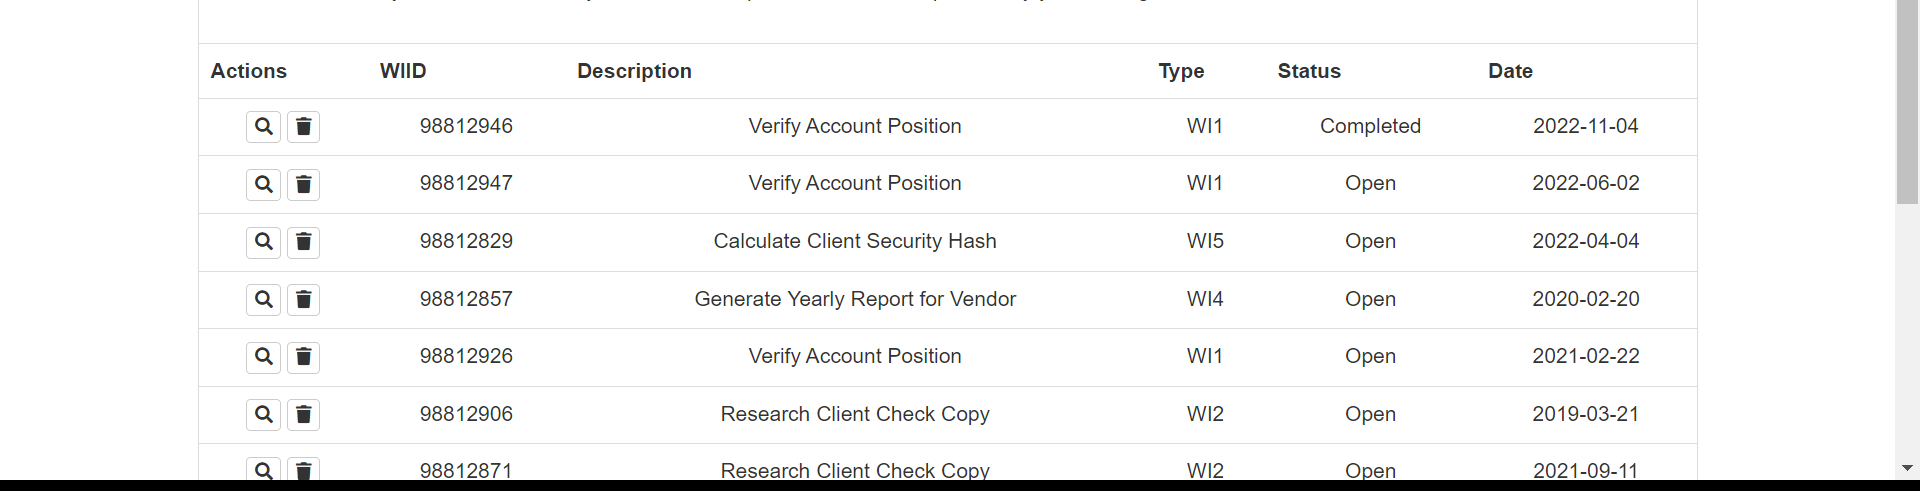 Actions WIID Description Type Status Date
98812946 Verify Account Position WI1 Completed 2022-11-04
98812947 Verify Account Position WI1 Open 2022-06-02
98812829 Calculate Client Security Hash WI5 Open 2022-04-04
98812857 Generate Yearly Report for Vendor WI4 Open 2020-02-20
98812926 Verify Account Position WI1 Open 2021-02-22
98812906 Research Client Check Copy WI2 Open 2019-03-21
98812871 Research Client Check Copy WI2 Open 2021-09-11